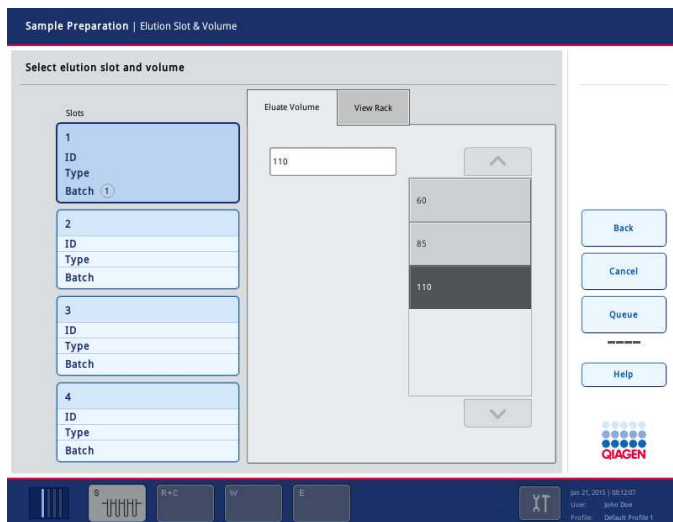 Sample Preparation | Elution Slot & Volume
Select elution slot and volume
Slots
1
ID
Type
Batch 1
2
ID
Type
Batch
3
ID
Type
Batch
4
ID
Type
Batch
Eluate Volume
View Rack
110
60
85
110
Back
Cancel
Queue
Help
QIAGEN
S
R+C
W
E
Jan 21, 2015 | 08:12:07
User: John Doe
Profile: Default Profile 1